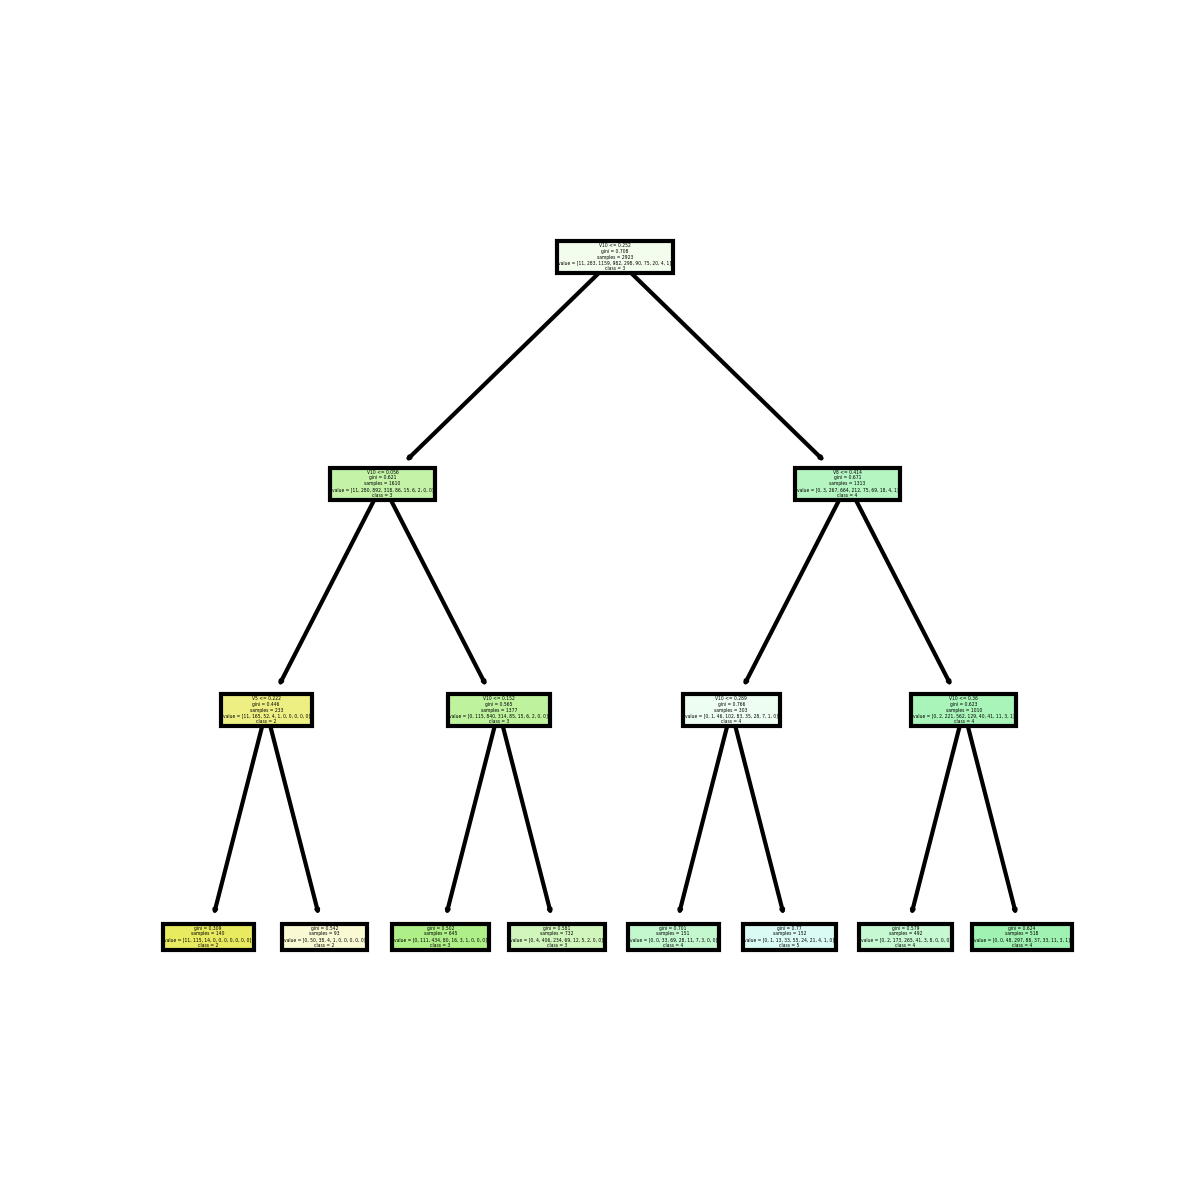 V10 <= 0.252
gini = 0.708
samples = 2923
value = [11, 283, 1159, 982, 298, 90, 75, 20, 4, 1]
class = 3
V10 <= 0.056
gini = 0.621
samples = 1610
value = [11, 280, 892, 318, 86, 15, 6, 2, 0, 0]
class = 3
V6 <= 0.414
gini = 0.671
samples = 1313
value = [0, 3, 267, 664, 212, 75, 69, 18, 4, 1]
class = 4
V5 <= 0.222
gini = 0.446
samples = 233
value = [11, 165, 52, 4, 1, 0, 0, 0, 0, 0]
class = 2
V10 <= 0.152
gini = 0.565
samples = 1377
value = [0, 115, 840, 314, 85, 15, 6, 2, 0, 0]
class = 3
V10 <= 0.289
gini = 0.766
samples = 303
value = [0, 1, 46, 102, 83, 35, 28, 7, 1, 0]
class = 4
V10 <= 0.36
gini = 0.623
samples = 1010
value = [0, 2, 221, 562, 129, 40, 41, 11, 3, 1]
class = 4
gini = 0.309
samples = 140
value = [11, 115, 14, 0, 0, 0, 0, 0, 0, 0]
class = 2
gini = 0.542
samples = 93
value = [0, 50, 38, 4, 1, 0, 0, 0, 0, 0]
class = 2
gini = 0.502
samples = 645
value = [0, 111, 434, 80, 16, 3, 1, 0, 0, 0]
class = 3
gini = 0.581
samples = 732
value = [0, 4, 406, 234, 69, 12, 5, 2, 0, 0]
class = 3
gini = 0.701
samples = 151
value = [0, 0, 33, 69, 28, 11, 7, 3, 0, 0]
class = 4
gini = 0.77
samples = 152
value = [0, 1, 13, 33, 55, 24, 21, 4, 1, 0]
class = 5
gini = 0.579
samples = 492
value = [0, 2, 173, 265, 41, 3, 8, 0, 0, 0]
class = 4
gini = 0.624
samples = 518
value = [0, 0, 48, 297, 88, 37, 33, 11, 3, 1]
class = 4